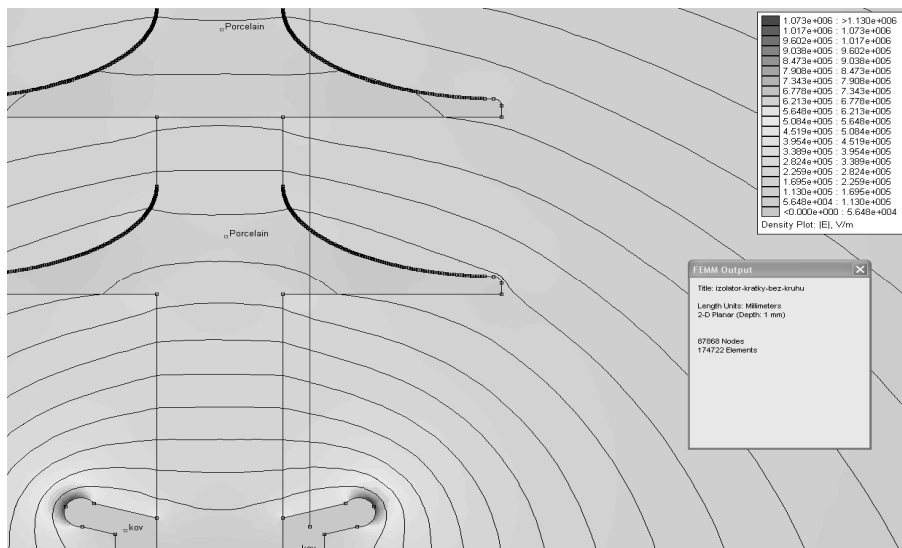 Porcelain
Porcelain
kov
kov
1.073e+006 : >1.130e+006
1.017e+006 : 1.073e+006
9.602e+005 : 1.017e+006
9.038e+005 : 9.602e+005
8.473e+005 : 9.038e+005
7.908e+005 : 8.473e+005
7.343e+005 : 7.908e+005
6.778e+005 : 7.343e+005
6.213e+005 : 6.778e+005
5.648e+005 : 6.213e+005
5.084e+005 : 5.648e+005
4.519e+005 : 5.084e+005
3.954e+005 : 4.519e+005
3.389e+005 : 3.954e+005
2.824e+005 : 3.389e+005
2.259e+005 : 2.824e+005
1.695e+005 : 2.259e+005
1.130e+005 : 1.695e+005
5.648e+004 : 1.130e+005
<0.000e+000 : 5.648e+004
Density Plot: |E|, V/m
FEMM Output
Title: izolator-kratky-bez-kruhu
Length Units: Millimeters
2-D Planar (Depth: 1 mm)
87868 Nodes
174722 Elements